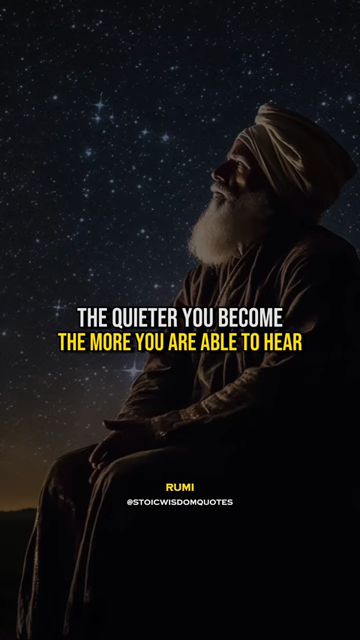 THE QUIETER YOU BECOME
THE MORE YOU ARE ABLE TO HEAR
RUMI
@STOICWISDOMQUOTES